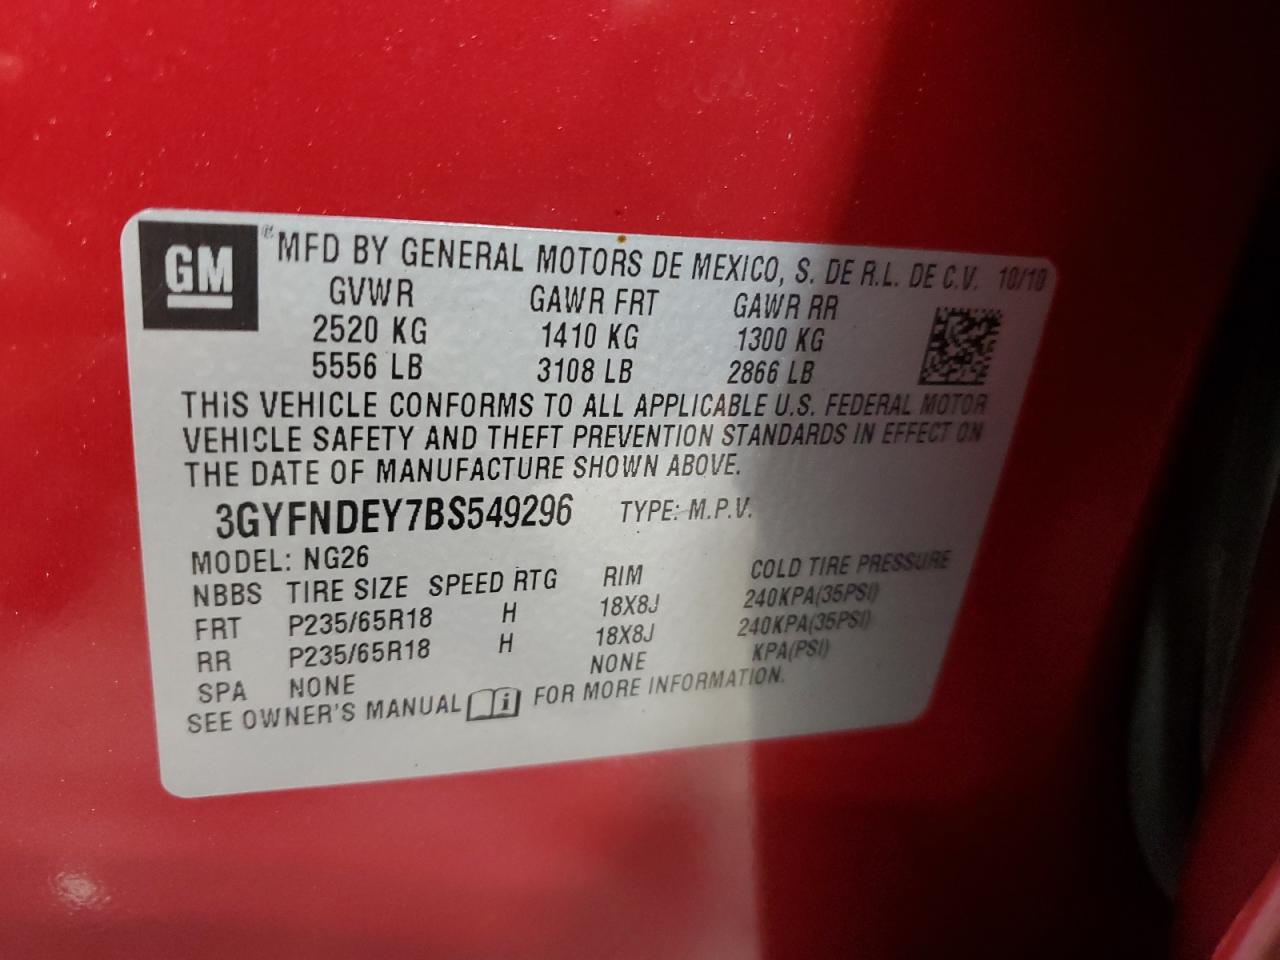 GM
® MFD BY GENERAL MOTORS DE MEXICO, S. DE R.L. DE C.V. 10/10
GVWR GAWR FRT GAWR RR
2520 KG 1410 KG 1300 KG
5556 LB 3108 LB 2866 LB
THIS VEHICLE CONFORMS TO ALL APPLICABLE U.S. FEDERAL MOTOR
VEHICLE SAFETY AND THEFT PREVENTION STANDARDS IN EFFECT ON
THE DATE OF MANUFACTURE SHOWN ABOVE.
3GYFNDEY7BS549296 TYPE: M.P.V.
MODEL: NG26
NBBS TIRE SIZE SPEED RTG RIM COLD TIRE PRESSURE
FRT P235/65R18 H 18X8J 240KPA(35PSI)
RR P235/65R18 H 18X8J 240KPA(35PSI)
SPA NONE NONE KPA(PSI)
SEE OWNER'S MANUAL i FOR MORE INFORMATION.